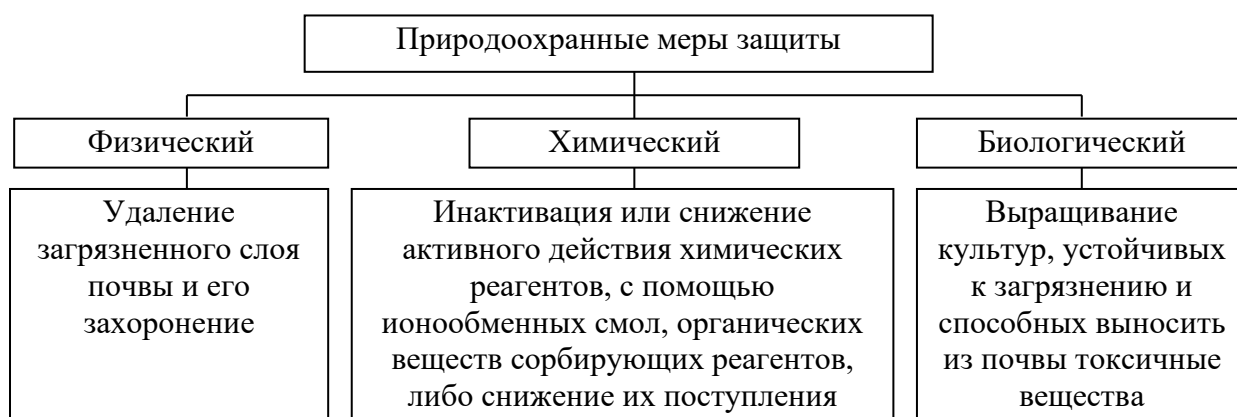 Природоохранные меры защиты
Физический
Химический
Биологический
Удаление
загрязненного слоя
почвы и его
захоронение
Инактивация или снижение
активного действия химических
реагентов, с помощью
ионообменных смол, органических
веществ сорбирующих реагентов,
либо снижение их поступления
Выращивание
культур, устойчивых
к загрязнению и
способных выносить
из почвы токсичные
вещества